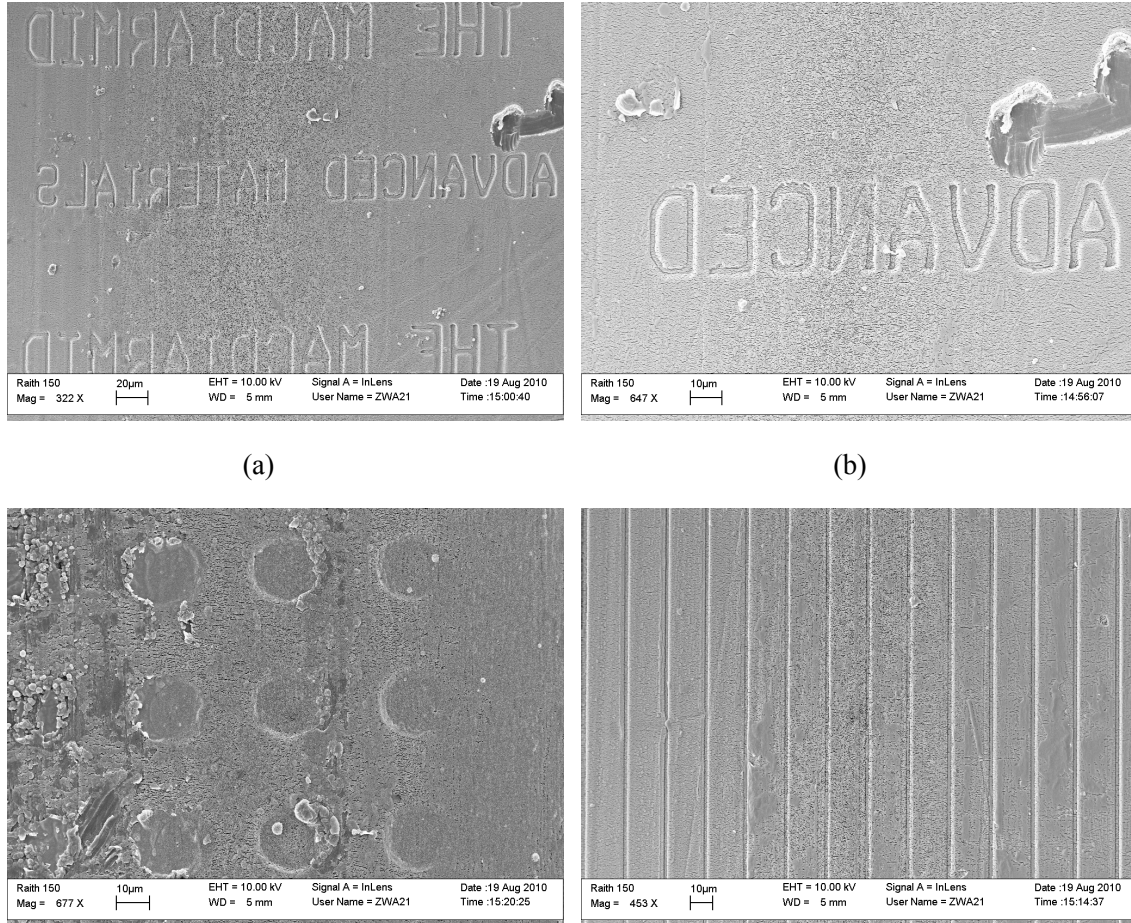 THE MACDIARMID
ADVANCED MATERIALS
THE MACDIARMID
Raith 150 20µm EHT = 10.00 kV Signal A = InLens Date :19 Aug 2010
Mag = 322 X WD = 5 mm User Name = ZWA21 Time :15:00:40
ADVANCED
Raith 150 10µm EHT = 10.00 kV Signal A = InLens Date :19 Aug 2010
Mag = 647 X WD = 5 mm User Name = ZWA21 Time :14:56:07
(a)
(b)
Raith 150 10µm EHT = 10.00 kV Signal A = InLens Date :19 Aug 2010
Mag = 677 X WD = 5 mm User Name = ZWA21 Time :15:20:25
Raith 150 10µm EHT = 10.00 kV Signal A = InLens Date :19 Aug 2010
Mag = 453 X WD = 5 mm User Name = ZWA21 Time :15:14:37